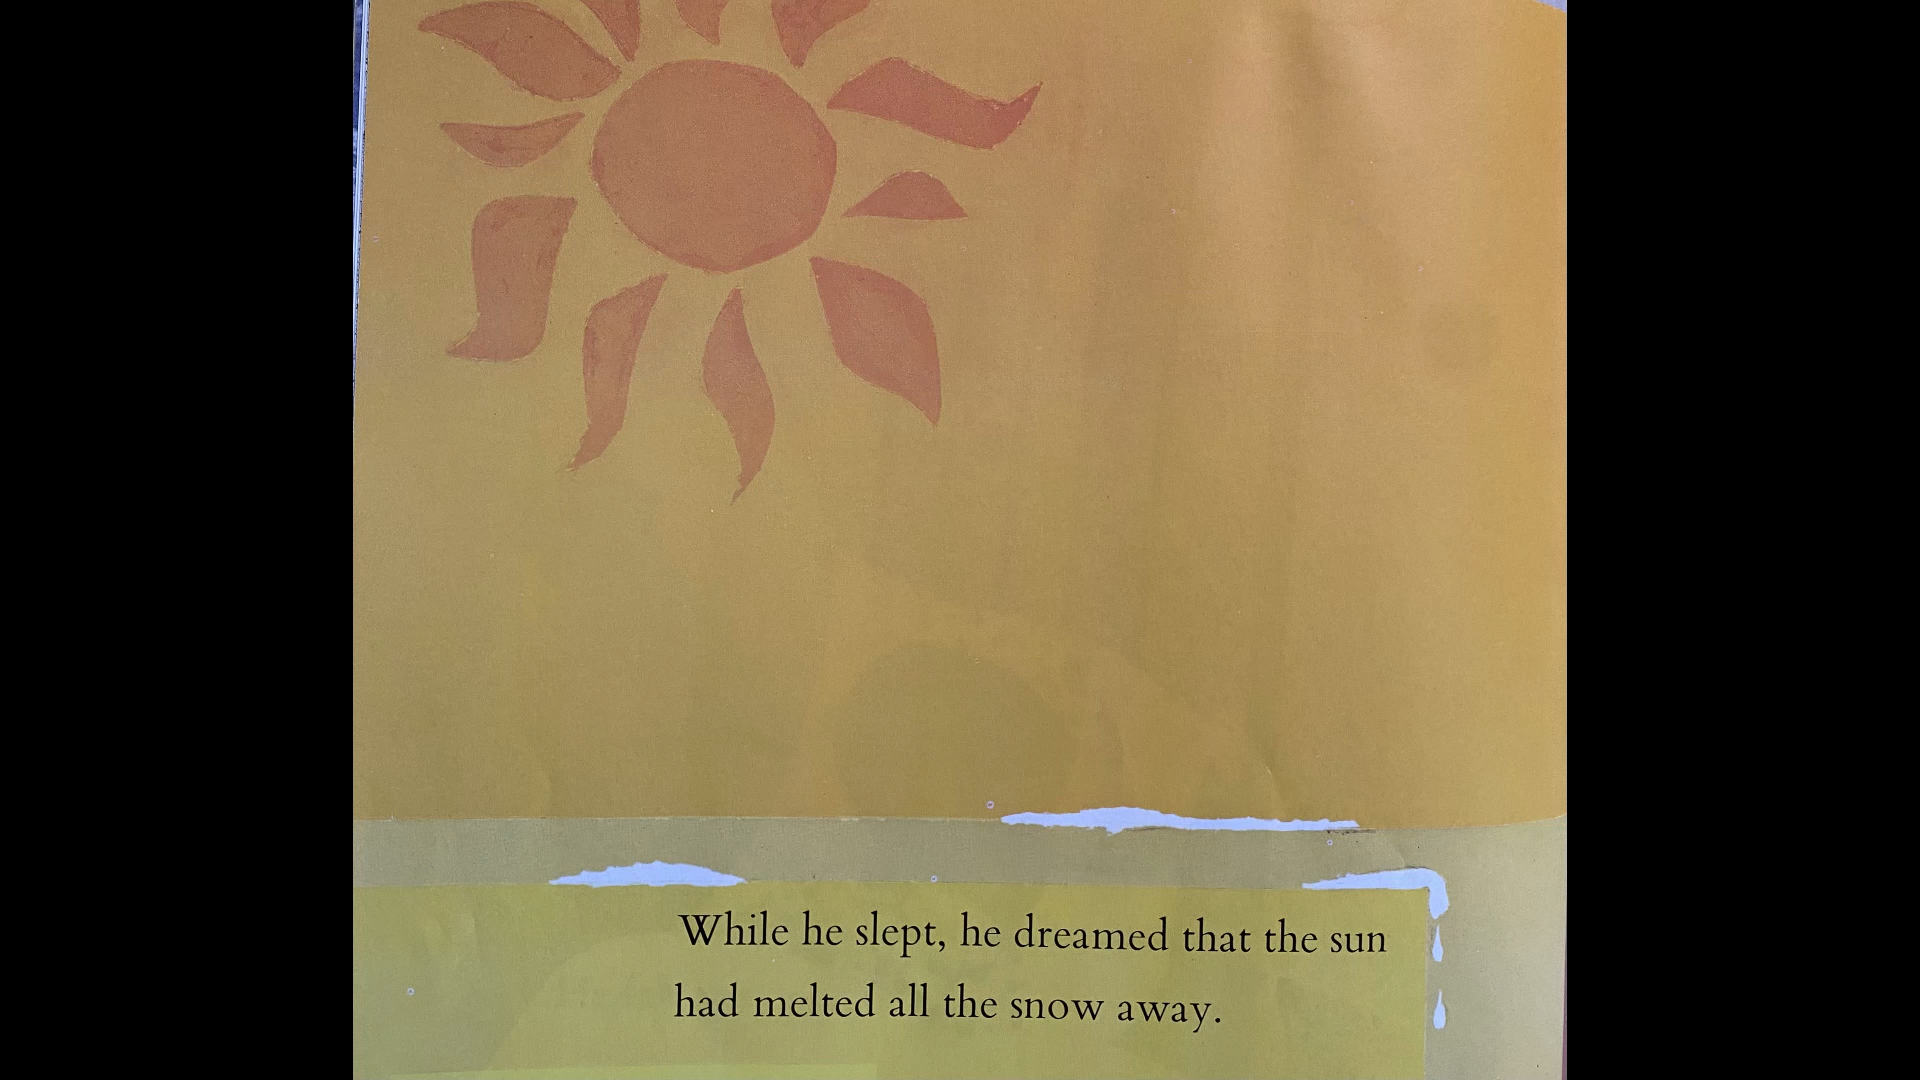 While he slept, he dreamed that the sun
had melted all the snow away.